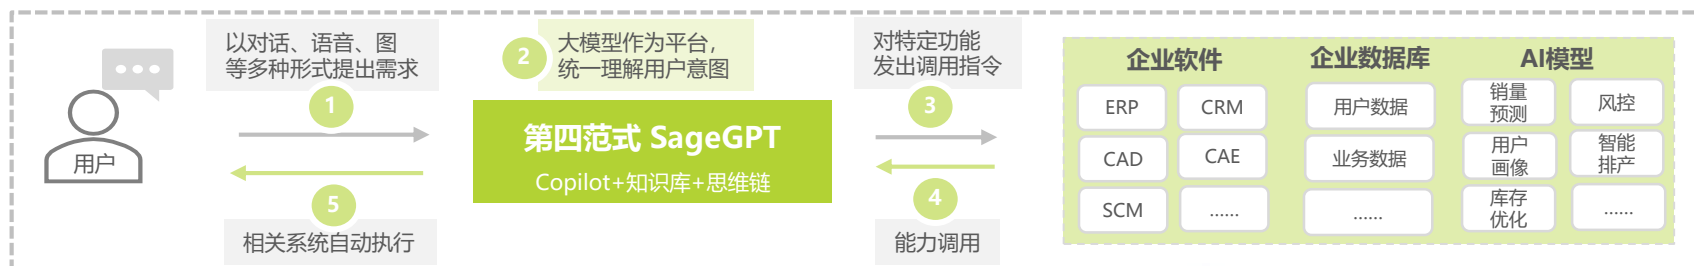 用户
以对话、语音、图
等多种形式提出需求
1
5
相关系统自动执行
2
大模型作为平台,
统一理解用户意图
第四范式 SageGPT
Copilot+知识库+思维链
对特定功能
发出调用指令
3
4
能力调用
企业软件
ERP
CRM
CAD
CAE
SCM
......
企业数据库
用户数据
业务数据
......
AI模型
销量
预测
风控
用户
画像
智能
排产
库存
优化
......